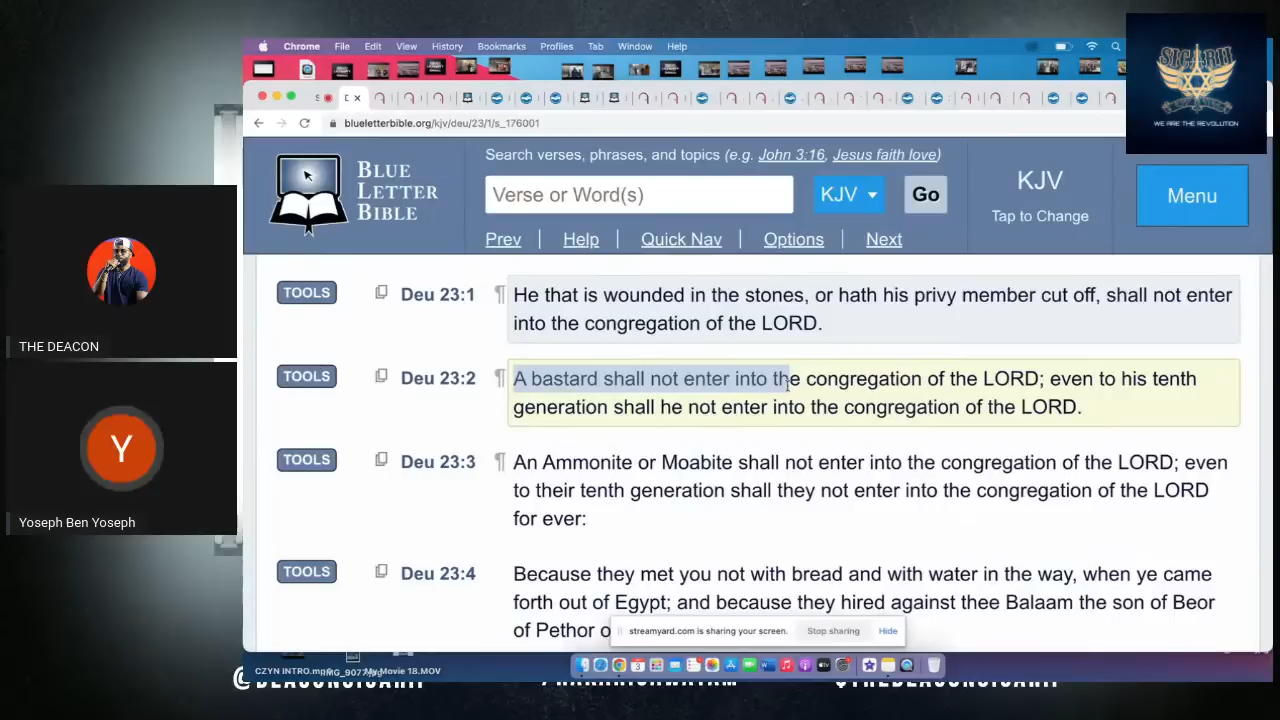 SICARII
WE ARE THE REVOLUTION
Chrome File Edit View History Bookmarks Profiles Tab Window Help
blueletterbible.org/kjv/deu/23/1/s_176001
BLUE
LETTER
BIBLE
Search verses, phrases, and topics (e.g. John 3:16, Jesus faith love)
Verse or Word(s) KJV Go
Prev | Help | Quick Nav | Options | Next
KJV
Tap to Change
Menu
TOOLS Deu 23:1 ¶ He that is wounded in the stones, or hath his privy member cut off, shall not enter
into the congregation of the LORD.
TOOLS Deu 23:2 ¶ A bastard shall not enter into the congregation of the LORD; even to his tenth
generation shall he not enter into the congregation of the LORD.
TOOLS Deu 23:3 ¶ An Ammonite or Moabite shall not enter into the congregation of the LORD; even
to their tenth generation shall they not enter into the congregation of the LORD
for ever:
TOOLS Deu 23:4 Because they met you not with bread and with water in the way, when ye came
forth out of Egypt; and because they hired against thee Balaam the son of Beor
of Pethor o
streamyard.com is sharing your screen. Stop sharing Hide
THE DEACON
Y
Yoseph Ben Yoseph
CZYN INTRO.mp4 IMG_9077.jpg My Movie 18.MOV